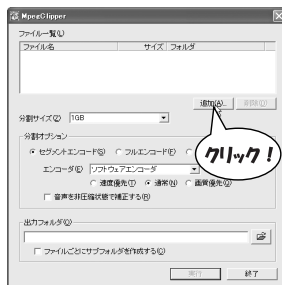 MpegClipper
ファイル一覧(L)
ファイル名 サイズ フォルダ
追加(A)... 削除(D)
分割サイズ(Z) 1GB
分割オプション
セグメントエンコード(S) フルエンコード(F)
エンコーダ(E) ソフトウェアエンコーダ
速度優先(T) 通常(N) 画質優先(Q)
音声を非圧縮状態で補正する(R)
クリック！
出力フォルダ(O)
ファイルごとにサブフォルダを作成する(C)
実行 終了